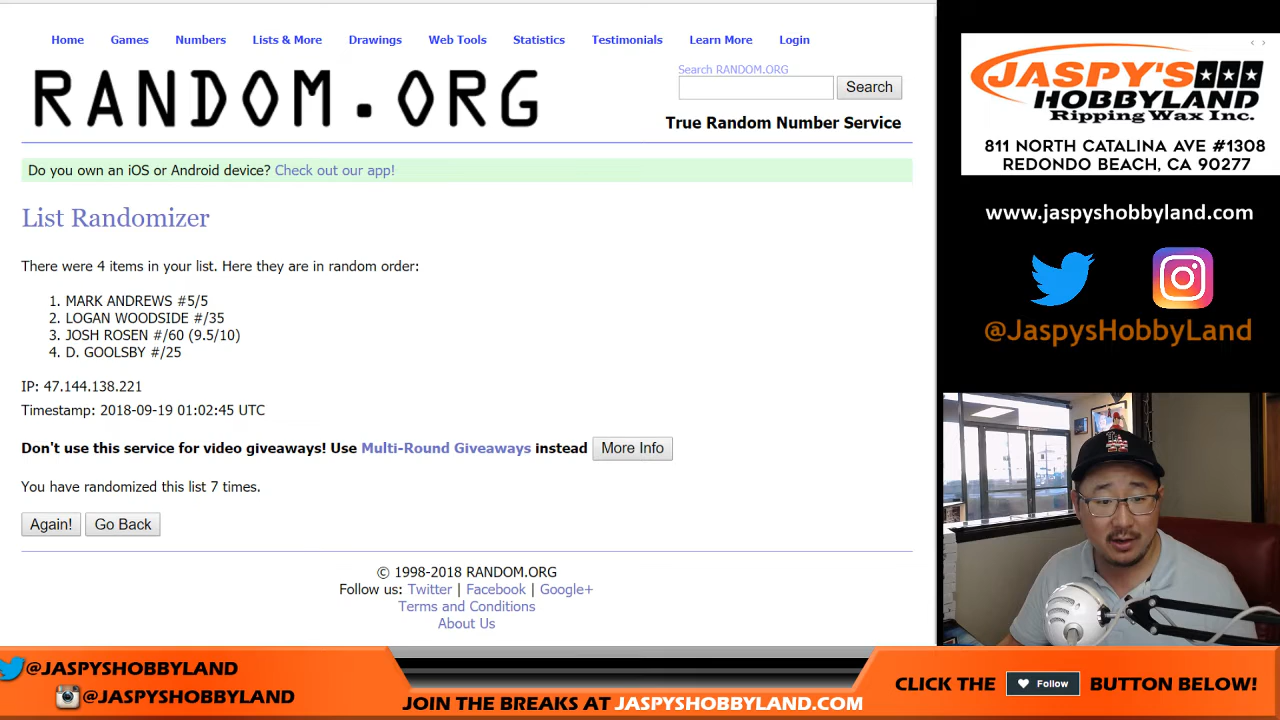 Home Games Numbers Lists & More Drawings Web Tools Statistics Testimonials Learn More Login
RANDOM.ORG
Search RANDOM.ORG
Search
True Random Number Service
Do you own an iOS or Android device? Check out our app!
List Randomizer
There were 4 items in your list. Here they are in random order:
1. MARK ANDREWS #5/5
2. LOGAN WOODSIDE #/35
3. JOSH ROSEN #/60 (9.5/10)
4. D. GOOLSBY #/25
IP: 47.144.138.221
Timestamp: 2018-09-19 01:02:45 UTC
Don't use this service for video giveaways! Use Multi-Round Giveaways instead More Info
You have randomized this list 7 times.
Again! Go Back
© 1998-2018 RANDOM.ORG
Follow us: Twitter | Facebook | Google+
Terms and Conditions
About Us
JASPY'S
HOBBYLAND
Ripping Wax Inc.
811 NORTH CATALINA AVE #1308
REDONDO BEACH, CA 90277
www.jaspyshobbyland.com
@JaspysHobbyLand
@JASPYSHOBBYLAND
@JASPYSHOBBYLAND
JOIN THE BREAKS AT JASPYSHOBBYLAND.COM
CLICK THE Follow BUTTON BELOW!